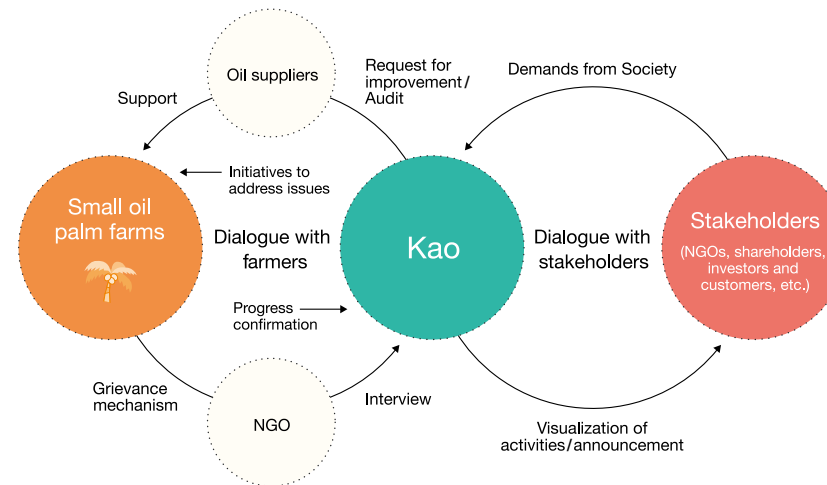 Oil suppliers
Request for
improvement/
Audit
Demands from Society
Support
Initiatives to
address issues
Small oil
palm farms
Dialogue with
farmers
Kao
Dialogue with
stakeholders
Stakeholders
(NGOs, shareholders,
investors and
customers, etc.)
Progress
confirmation
Grievance
mechanism
NGO
Interview
Visualization of
activities/announcement